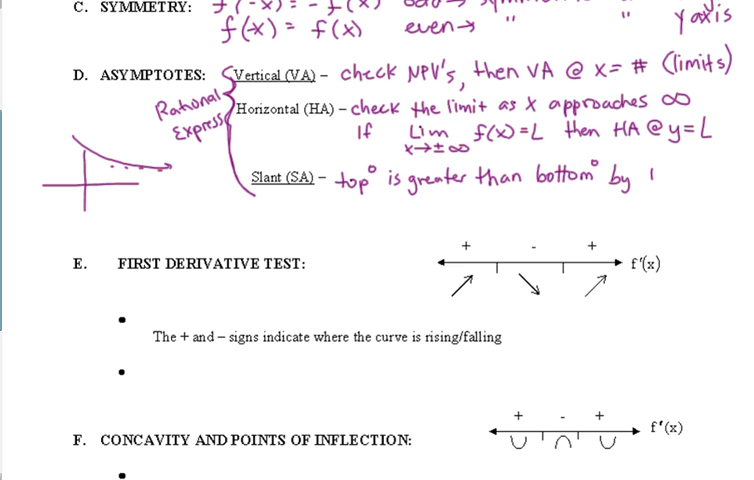 C. SYMMETRY: f(-x) = - f(x)
f(-x) = f(x) even → " " y axis
D. ASYMPTOTES: Vertical (VA) – check NPV's, then VA @ x= # (limits)
Rational Express
Horizontal (HA) – check the limit as x approaches ∞
If Lim f(x) = L then HA @ y = L
x→±∞
Slant (SA) – top° is greater than bottom° by 1
+ - +
E. FIRST DERIVATIVE TEST: f'(x)
The + and – signs indicate where the curve is rising/falling
+ - +
F. CONCAVITY AND POINTS OF INFLECTION: f"(x)